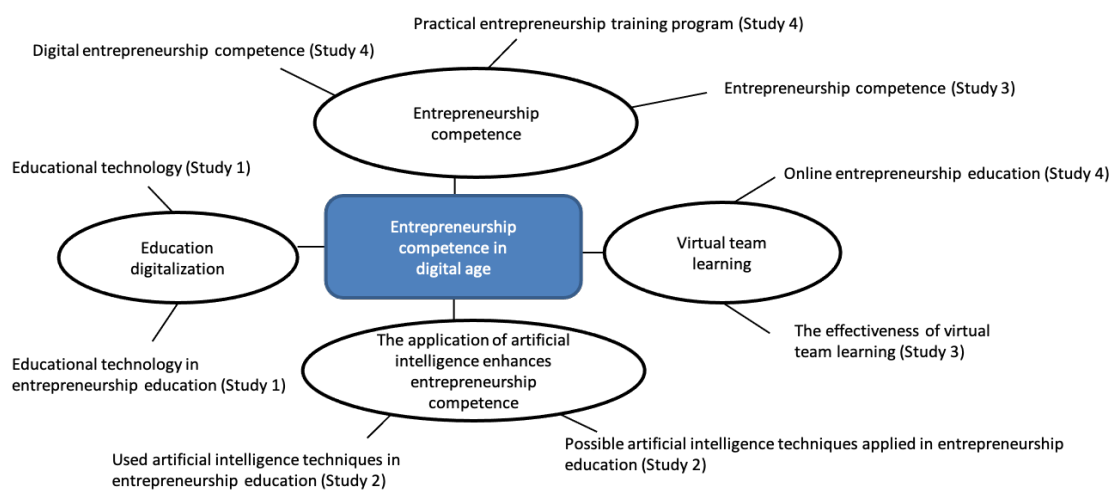 Practical entrepreneurship training program (Study 4)
Digital entrepreneurship competence (Study 4)
Entrepreneurship competence (Study 3)
Entrepreneurship
competence
Educational technology (Study 1)
Online entrepreneurship education (Study 4)
Education
digitalization
Entrepreneurship
competence in
digital age
Virtual team
learning
Educational technology in
entrepreneurship education (Study 1)
The application of artificial
intelligence enhances
entrepreneurship
competence
The effectiveness of virtual
team learning (Study 3)
Used artificial intelligence techniques in
entrepreneurship education (Study 2)
Possible artificial intelligence techniques applied in entrepreneurship
education (Study 2)